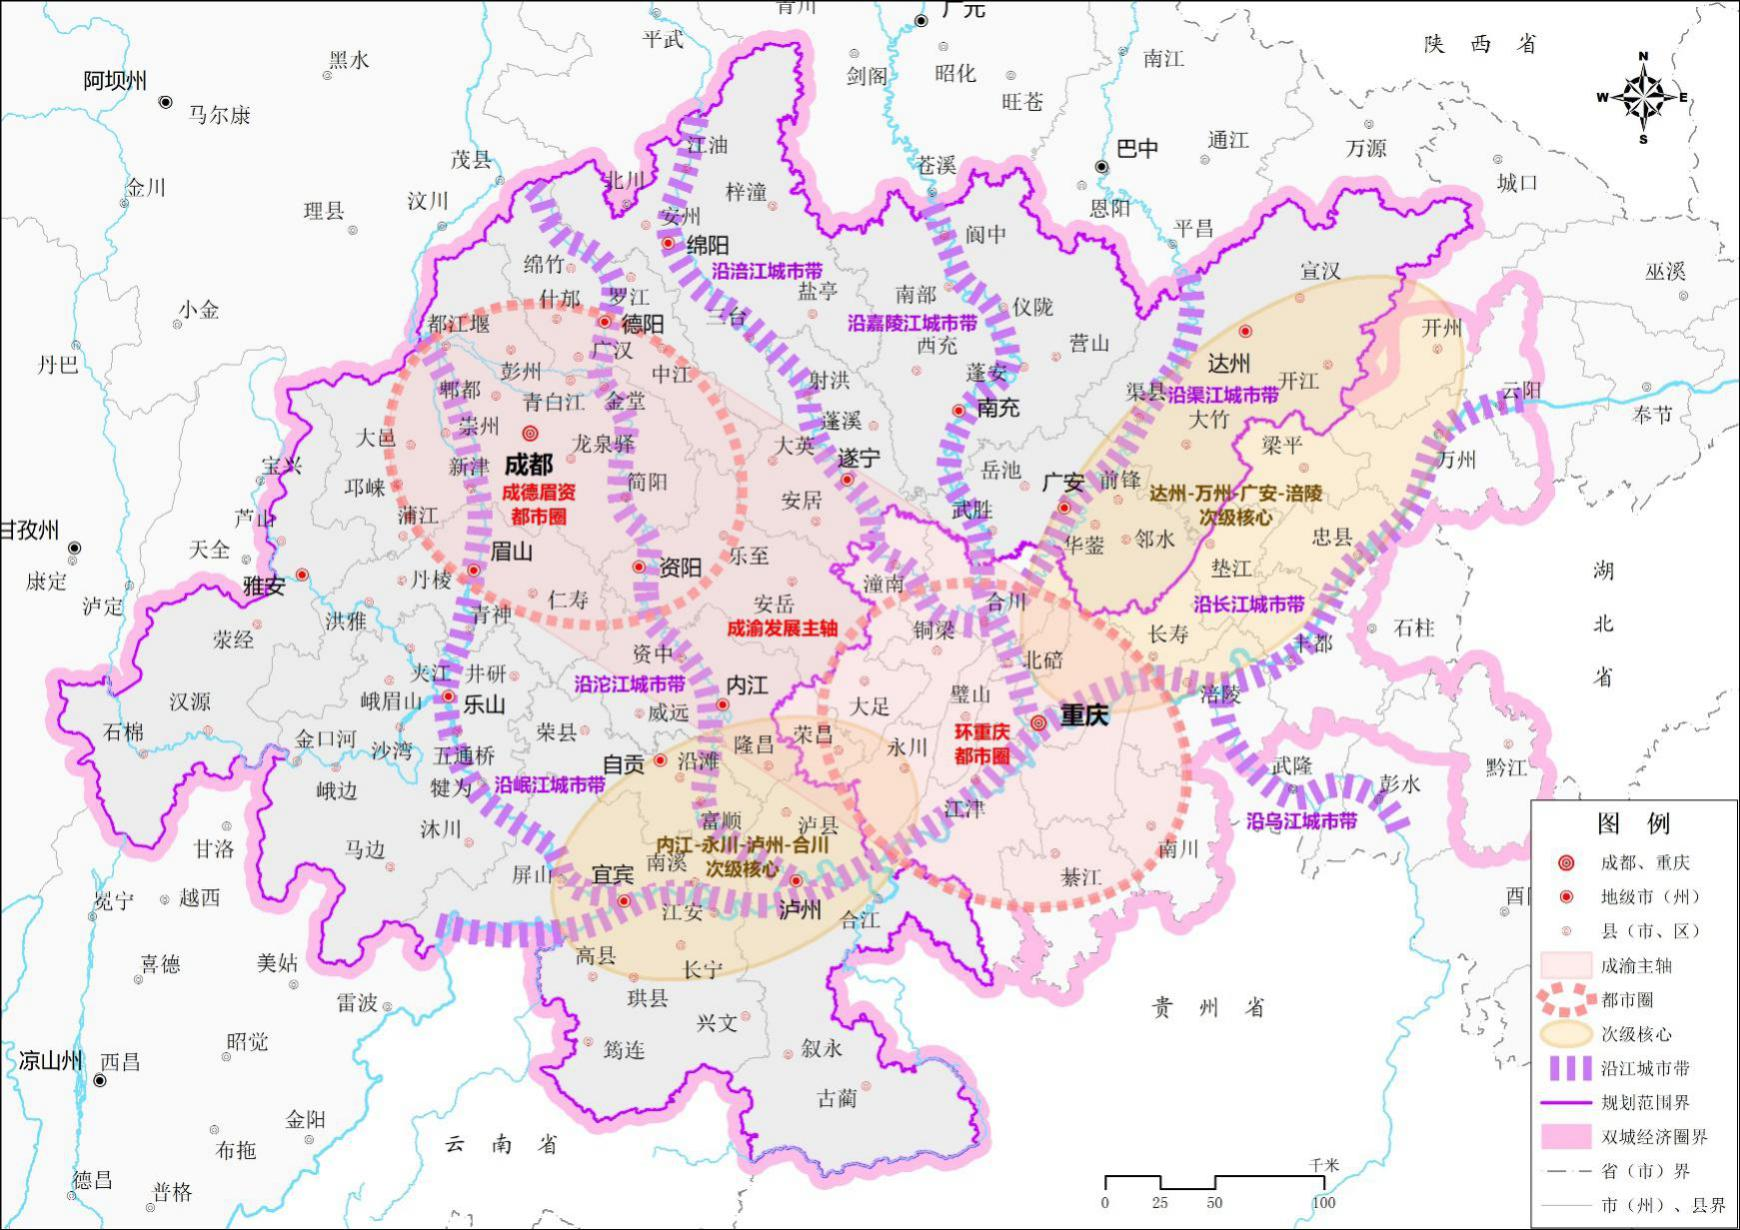 青川
广元
平武
陕 西 省
黑水
南江
剑阁
昭化
旺苍
阿坝州
马尔康
N
W
E
S
江油
巴中
通江
万源
茂县
北川
梓潼
苍溪
城口
金川
汶川
理县
安州
恩阳
平昌
阆中
绵阳
绵竹
沿涪江城市带
宣汉
巫溪
什邡
罗江
盐亭
南部
仪陇
小金
都江堰
德阳
三台
沿嘉陵江城市带
开州
广汉
西充
营山
丹巴
彭州
中江
射洪
蓬安
达州
开江
郫都
青白江
金堂
渠县
沿渠江城市带
云阳
南充
奉节
崇州
蓬溪
大竹
大邑
龙泉驿
大英
梁平
宝兴
新津
成都
遂宁
岳池
万州
邛崃
简阳
广安
前锋
成德眉资
都市圈
安居
达州-万州-广安-涪陵
次级核心
芦山
蒲江
武胜
甘孜州
天全
眉山
乐至
华蓥
邻水
忠县
康定
雅安
丹棱
资阳
潼南
垫江
湖
北
省
泸定
仁寿
安岳
合川
沿长江城市带
洪雅
青神
成渝发展主轴
铜梁
长寿
石柱
荥经
资中
北碚
丰都
夹江
井研
沿沱江城市带
内江
汉源
峨眉山
乐山
威远
大足
璧山
涪陵
石棉
荣县
荣昌
重庆
金口河
沙湾
隆昌
永川
环重庆
都市圈
五通桥
自贡
沿滩
武隆
黔江
峨边
犍为
沿岷江城市带
彭水
江津
沐川
富顺
泸县
沿乌江城市带
图 例
甘洛
马边
内江-永川-泸州-合川
次级核心
南川
屏山
宜宾
南溪
綦江
成都、重庆
冕宁
越西
江安
泸州
合江
地级市（州）
县（市、区）
高县
喜德
美姑
长宁
成渝主轴
雷波
珙县
都市圈
贵 州 省
兴文
昭觉
次级核心
凉山州
西昌
筠连
叙永
沿江城市带
古蔺
规划范围界
金阳
双城经济圈界
云 南 省
布拖
千米
省（市）界
德昌
普格
0
25
50
100
市（州）、县界